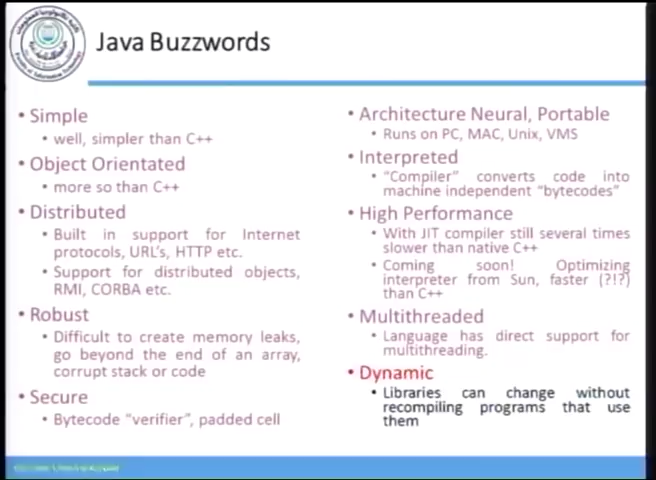 Java Buzzwords
• Simple
• well, simpler than C++
• Object Orientated
• more so than C++
• Distributed
• Built in support for Internet
protocols, URL's, HTTP etc.
• Support for distributed objects,
RMI, CORBA etc.
• Robust
• Difficult to create memory leaks,
go beyond the end of an array,
corrupt stack or code
• Secure
• Bytecode "verifier", padded cell
• Architecture Neural, Portable
• Runs on PC, MAC, Unix, VMS
• Interpreted
• "Compiler" converts code into
machine independent "bytecodes"
• High Performance
• With JIT compiler still several times
slower than native C++
• Coming soon! Optimizing
interpreter from Sun, faster (?!?)
than C++
• Multithreaded
• Language has direct support for
multithreading.
• Dynamic
• Libraries can change without
recompiling programs that use
them